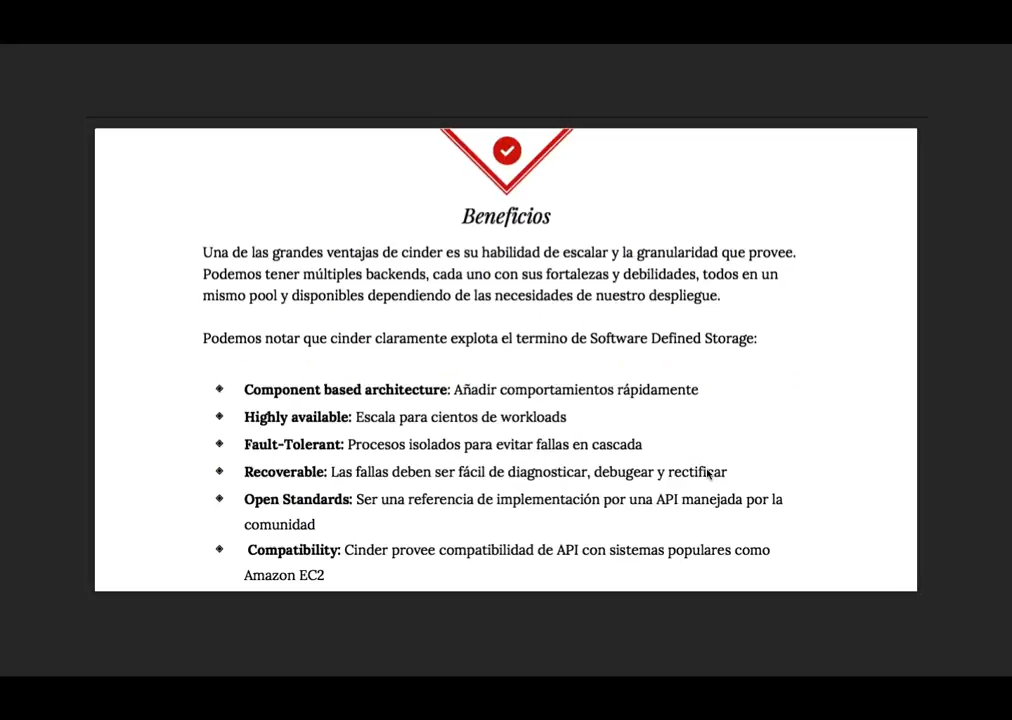 Beneficios
Una de las grandes ventajas de cinder es su habilidad de escalar y la granularidad que provee.
Podemos tener múltiples backends, cada uno con sus fortalezas y debilidades, todos en un
mismo pool y disponibles dependiendo de las necesidades de nuestro despliegue.
Podemos notar que cinder claramente explota el termino de Software Defined Storage:
Component based architecture: Añadir comportamientos rápidamente
Highly available: Escala para cientos de workloads
Fault-Tolerant: Procesos isolados para evitar fallas en cascada
Recoverable: Las fallas deben ser fácil de diagnosticar, debugear y rectificar
Open Standards: Ser una referencia de implementación por una API manejada por la
comunidad
Compatibility: Cinder provee compatibilidad de API con sistemas populares como
Amazon EC2